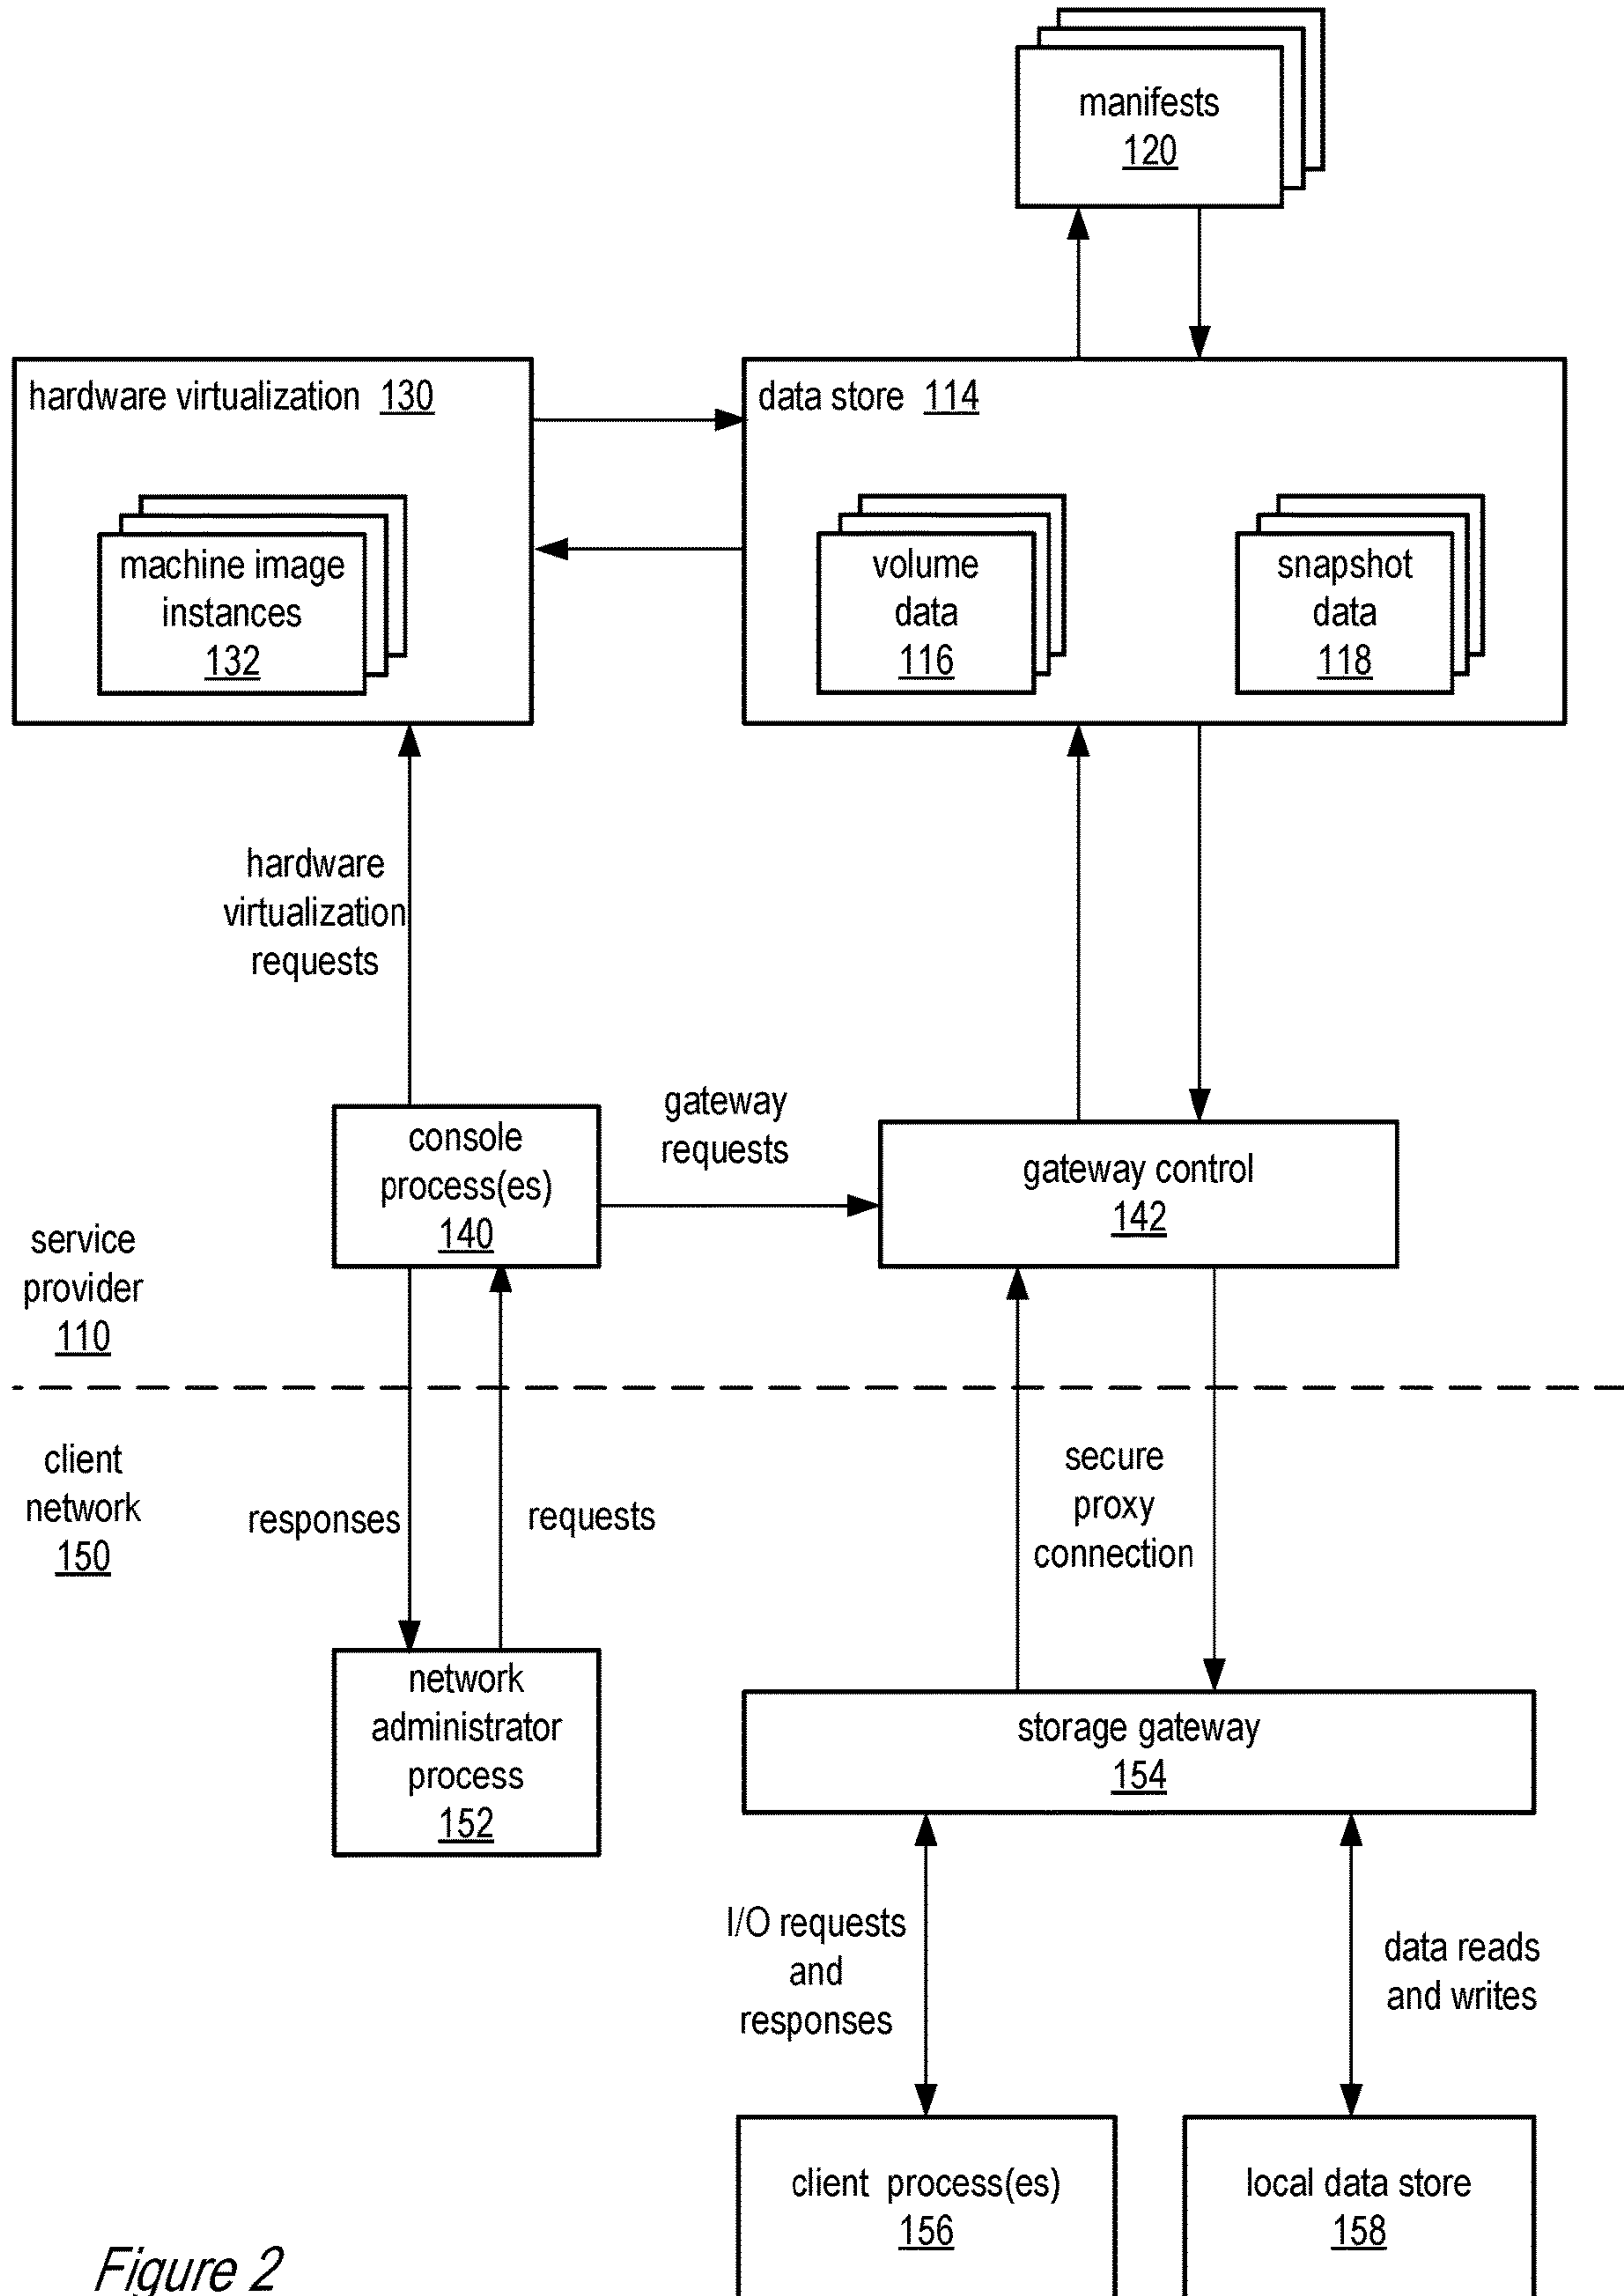 manifests
120
hardware virtualization 130
data store 114
machine image
instances
132
volume
data
116
snapshot
data
118
hardware
virtualization
requests
gateway
requests
console
process(es)
140
gateway control
142
service
provider
110
client
network
150
responses
requests
secure
proxy
connection
network
administrator
process
152
storage gateway
154
I/O requests
and
responses
data reads
and writes
client process(es)
156
local data store
158
Figure 2